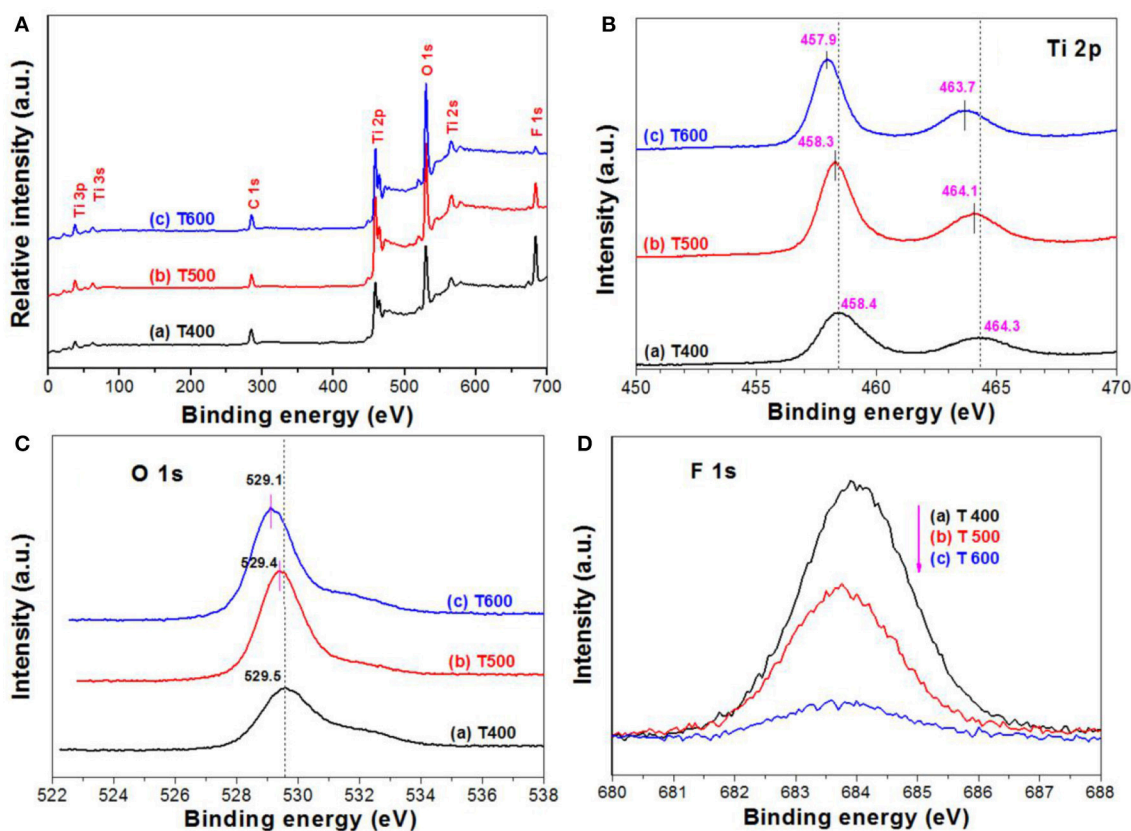 A
Relative intensity (a.u.)
Ti 3p
Ti 3s
C 1s
Ti 2p
O 1s
Ti 2s
F 1s
(c) T600
(b) T500
(a) T400
0 100 200 300 400 500 600 700
Binding energy (eV)
B
Ti 2p
Intensity (a.u.)
457.9
463.7
(c) T600
458.3
464.1
(b) T500
458.4
464.3
(a) T400
450 455 460 465 470
Binding energy (eV)
C
O 1s
Intensity (a.u.)
529.1
529.4
(c) T600
529.5
(b) T500
(a) T400
522 524 526 528 530 532 534 536 538
Binding energy (eV)
D
F 1s
Intensity (a.u.)
(a) T 400
(b) T 500
(c) T 600
680 681 682 683 684 685 686 687 688
Binding energy (eV)